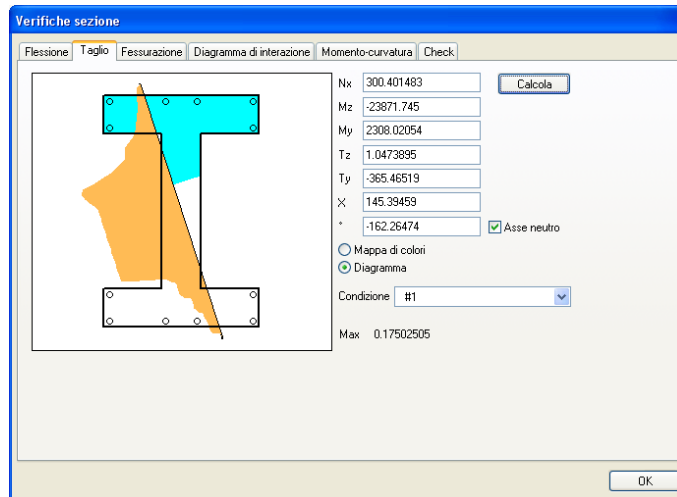 Verifiche sezione
Flessione Taglio Fessurazione Diagramma di interazione Momento-curvatura Check
Nx 300.401483 Calcola
Mz -23871.745
My 2308.02054
Tz 1.0473895
Ty -365.46519
X 145.39459
° -162.26474 Asse neutro
Mappa di colori
Diagramma
Condizione #1
Max 0.17502505
OK